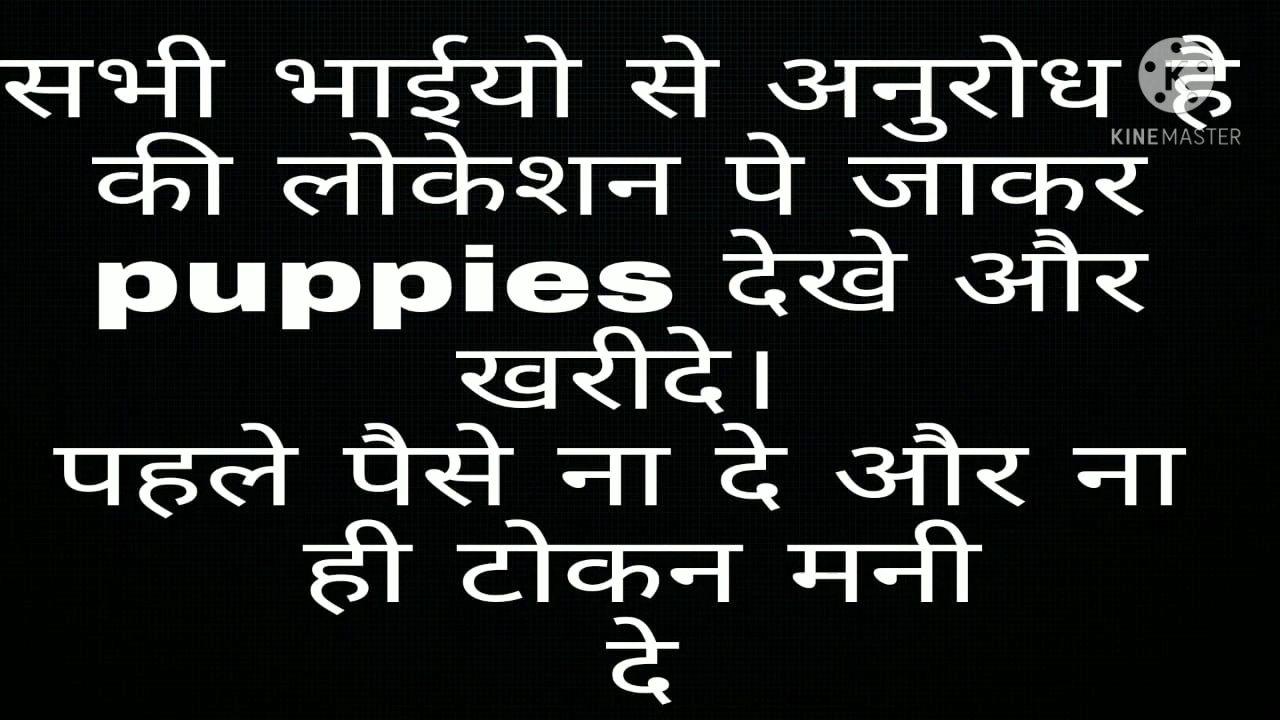 सभी भाईयो से अनुरोध है
KINEMASTER
की लोकेशन पे जाकर
puppies देखे और
खरीदे।
पहले पैसे ना दे और ना
ही टोकन मनी
दे